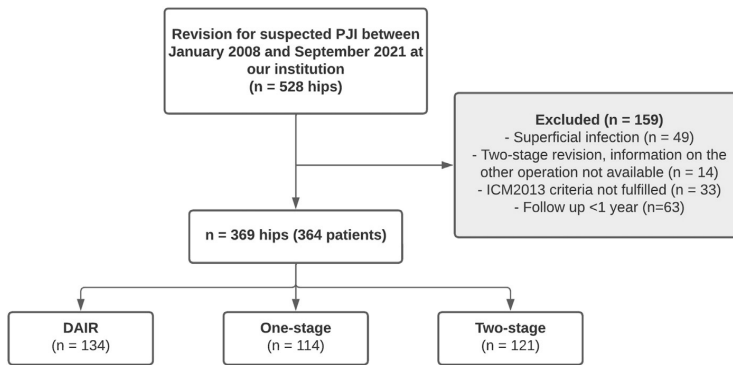 Revision for suspected PJI between
January 2008 and September 2021 at
our institution
(n = 528 hips)
Excluded (n = 159)
- Superficial infection (n = 49)
- Two-stage revision, information on the
other operation not available (n = 14)
- ICM2013 criteria not fulfilled (n = 33)
- Follow up <1 year (n=63)
n = 369 hips (364 patients)
DAIR
(n = 134)
One-stage
(n = 114)
Two-stage
(n = 121)